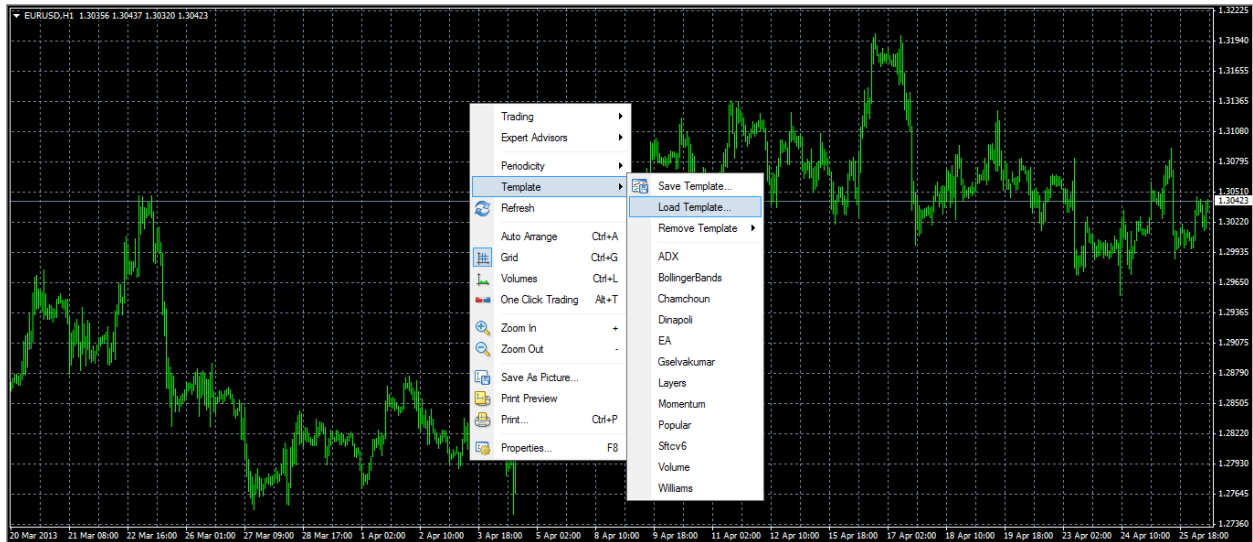 EURUSD,H1 1.30356 1.30437 1.30320 1.30423
1.32225
1.31940
1.31655
1.31365
1.31080
1.30795
1.30510
1.30423
1.30220
1.29935
1.29650
1.29365
1.29075
1.28790
1.28505
1.28220
1.27930
1.27645
1.27360
Trading
Expert Advisors
Periodicity
Template
Refresh
Auto Arrange Ctrl+A
Grid Ctrl+G
Volumes Ctrl+L
One Click Trading Alt+T
Zoom In +
Zoom Out -
Save As Picture...
Print Preview
Print... Ctrl+P
Properties... F8
Save Template...
Load Template...
Remove Template
ADX
BollingerBands
Chamchoun
Dinapoli
EA
Gselvakumar
Layers
Momentum
Popular
Sftcv6
Volume
Williams
20 Mar 2013 21 Mar 08:00 22 Mar 16:00 26 Mar 01:00 27 Mar 09:00 28 Mar 17:00 1 Apr 02:00 2 Apr 10:00 3 Apr 18:00 5 Apr 02:00 8 Apr 10:00 9 Apr 18:00 11 Apr 02:00 12 Apr 10:00 15 Apr 18:00 17 Apr 02:00 18 Apr 10:00 19 Apr 18:00 23 Apr 02:00 24 Apr 10:00 25 Apr 18:00